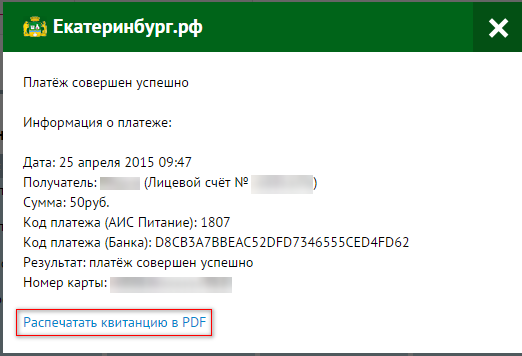 Екатеринбург.рф
Платёж совершен успешно
Информация о платеже:
Дата: 25 апреля 2015 09:47
Получатель: (Лицевой счёт № )
Сумма: 50руб.
Код платежа (АИС Питание): 1807
Код платежа (Банка): D8CB3A7BBEAC52DFD7346555CED4FD62
Результат: платёж совершен успешно
Номер карты:
Распечатать квитанцию в PDF